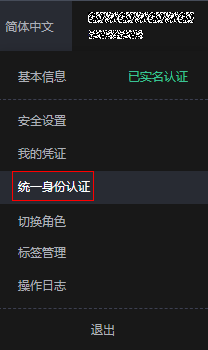 简体中文
基本信息 已实名认证
安全设置
我的凭证
统一身份认证
切换角色
标签管理
操作日志
退出